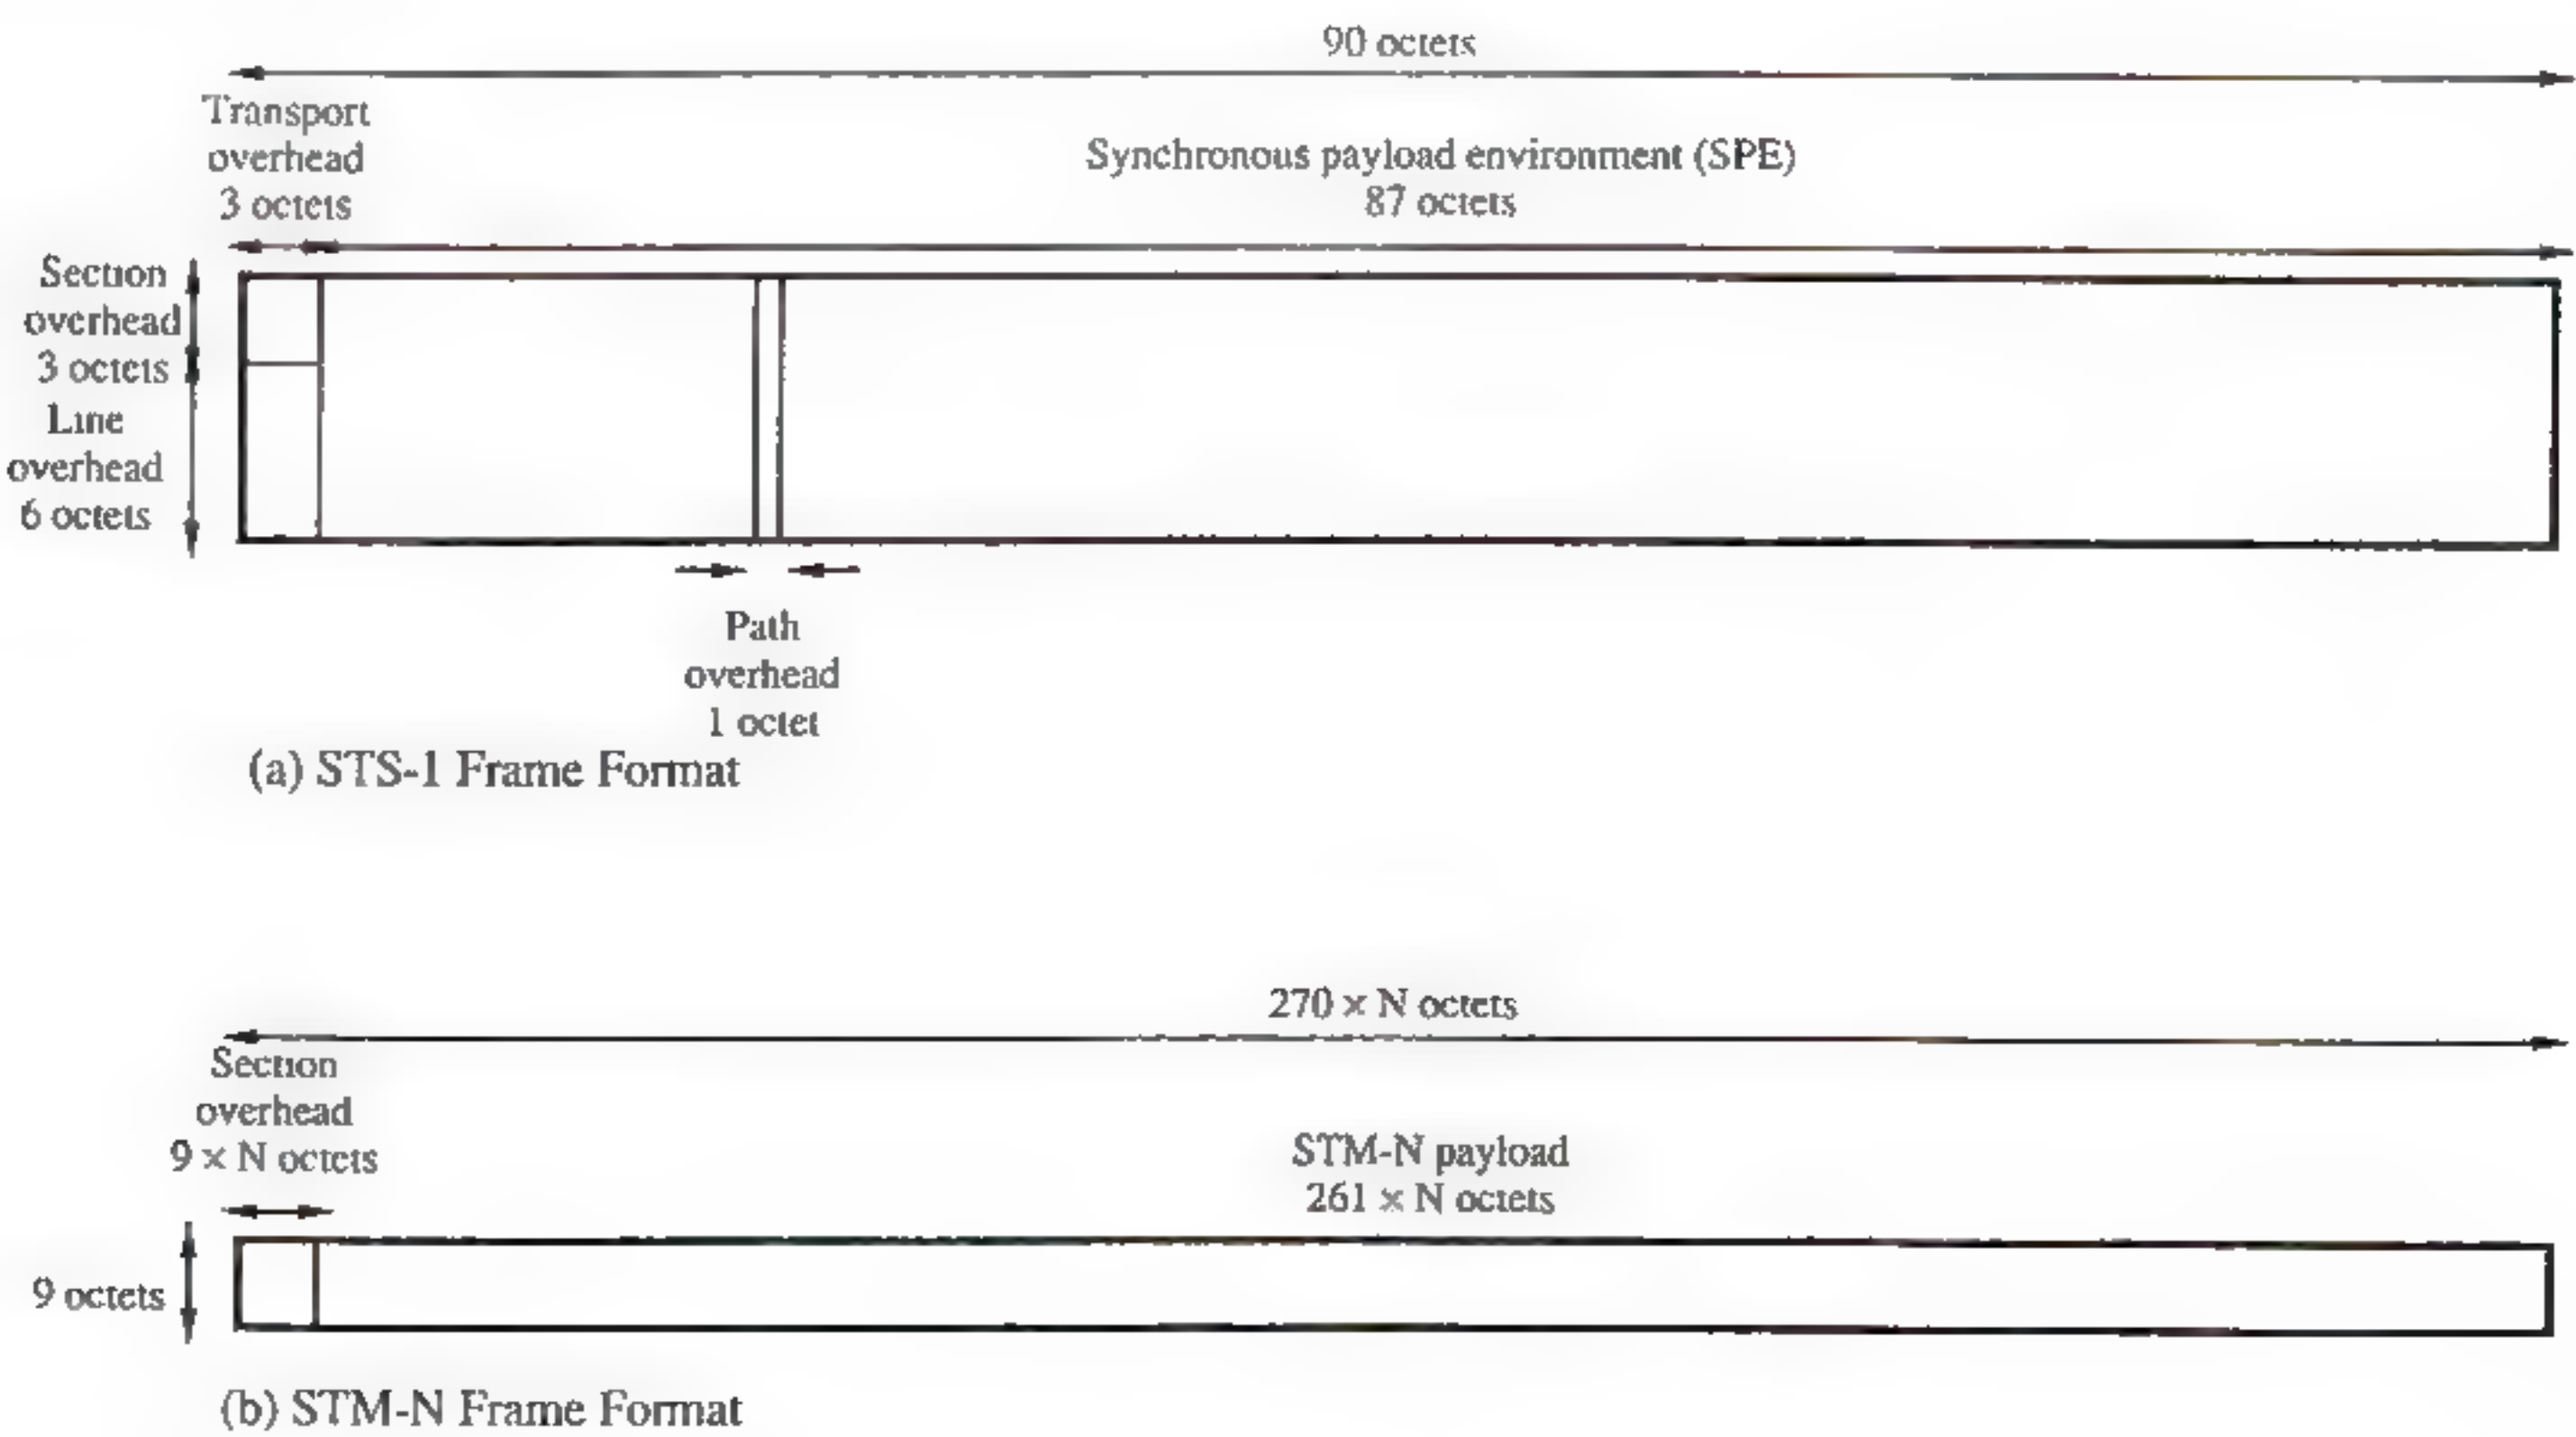 90 octets
Transport
overhead
3 octets
Synchronous payload environment (SPE)
87 octets
Section
overhead
3 octets
Line
overhead
6 octets
Path
overhead
1 octet
(a) STS-1 Frame Format
270 × N octets
Section
overhead
9 × N octets
STM-N payload
261 × N octets
9 octets
(b) STM-N Frame Format